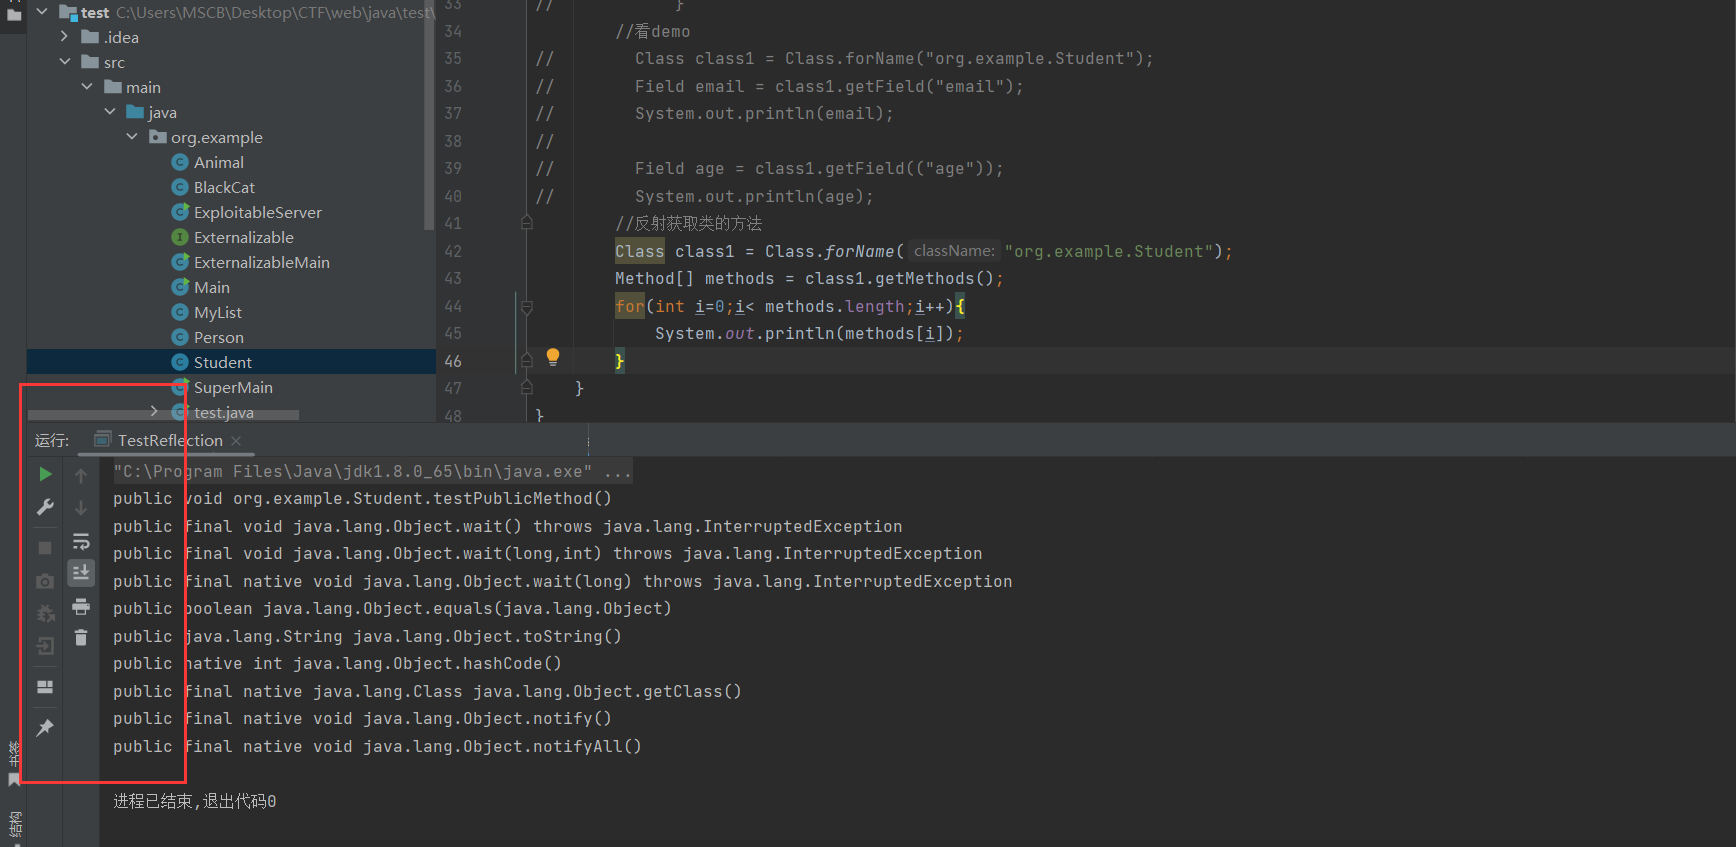 test C:\Users\MSCB\Desktop\CTF\web\java\test\
.idea
src
main
java
org.example
Animal
BlackCat
ExploitableServer
Externalizable
ExternalizableMain
Main
MyList
Person
Student
SuperMain
test.java
33 // }
34 //看demo
35 // Class class1 = Class.forName("org.example.Student");
36 // Field email = class1.getField("email");
37 // System.out.println(email);
38 //
39 // Field age = class1.getField(("age"));
40 // System.out.println(age);
41 //反射获取类的方法
42 Class class1 = Class.forName( className: "org.example.Student");
43 Method[] methods = class1.getMethods();
44 for(int i=0;i< methods.length;i++){
45 System.out.println(methods[i]);
46 }
47 }
48 }
运行: TestReflection
"C:\Program Files\Java\jdk1.8.0_65\bin\java.exe" ...
public void org.example.Student.testPublicMethod()
public final void java.lang.Object.wait() throws java.lang.InterruptedException
public final void java.lang.Object.wait(long,int) throws java.lang.InterruptedException
public final native void java.lang.Object.wait(long) throws java.lang.InterruptedException
public boolean java.lang.Object.equals(java.lang.Object)
public java.lang.String java.lang.Object.toString()
public native int java.lang.Object.hashCode()
public final native java.lang.Class java.lang.Object.getClass()
public final native void java.lang.Object.notify()
public final native void java.lang.Object.notifyAll()
进程已结束,退出代码0
书签
结构